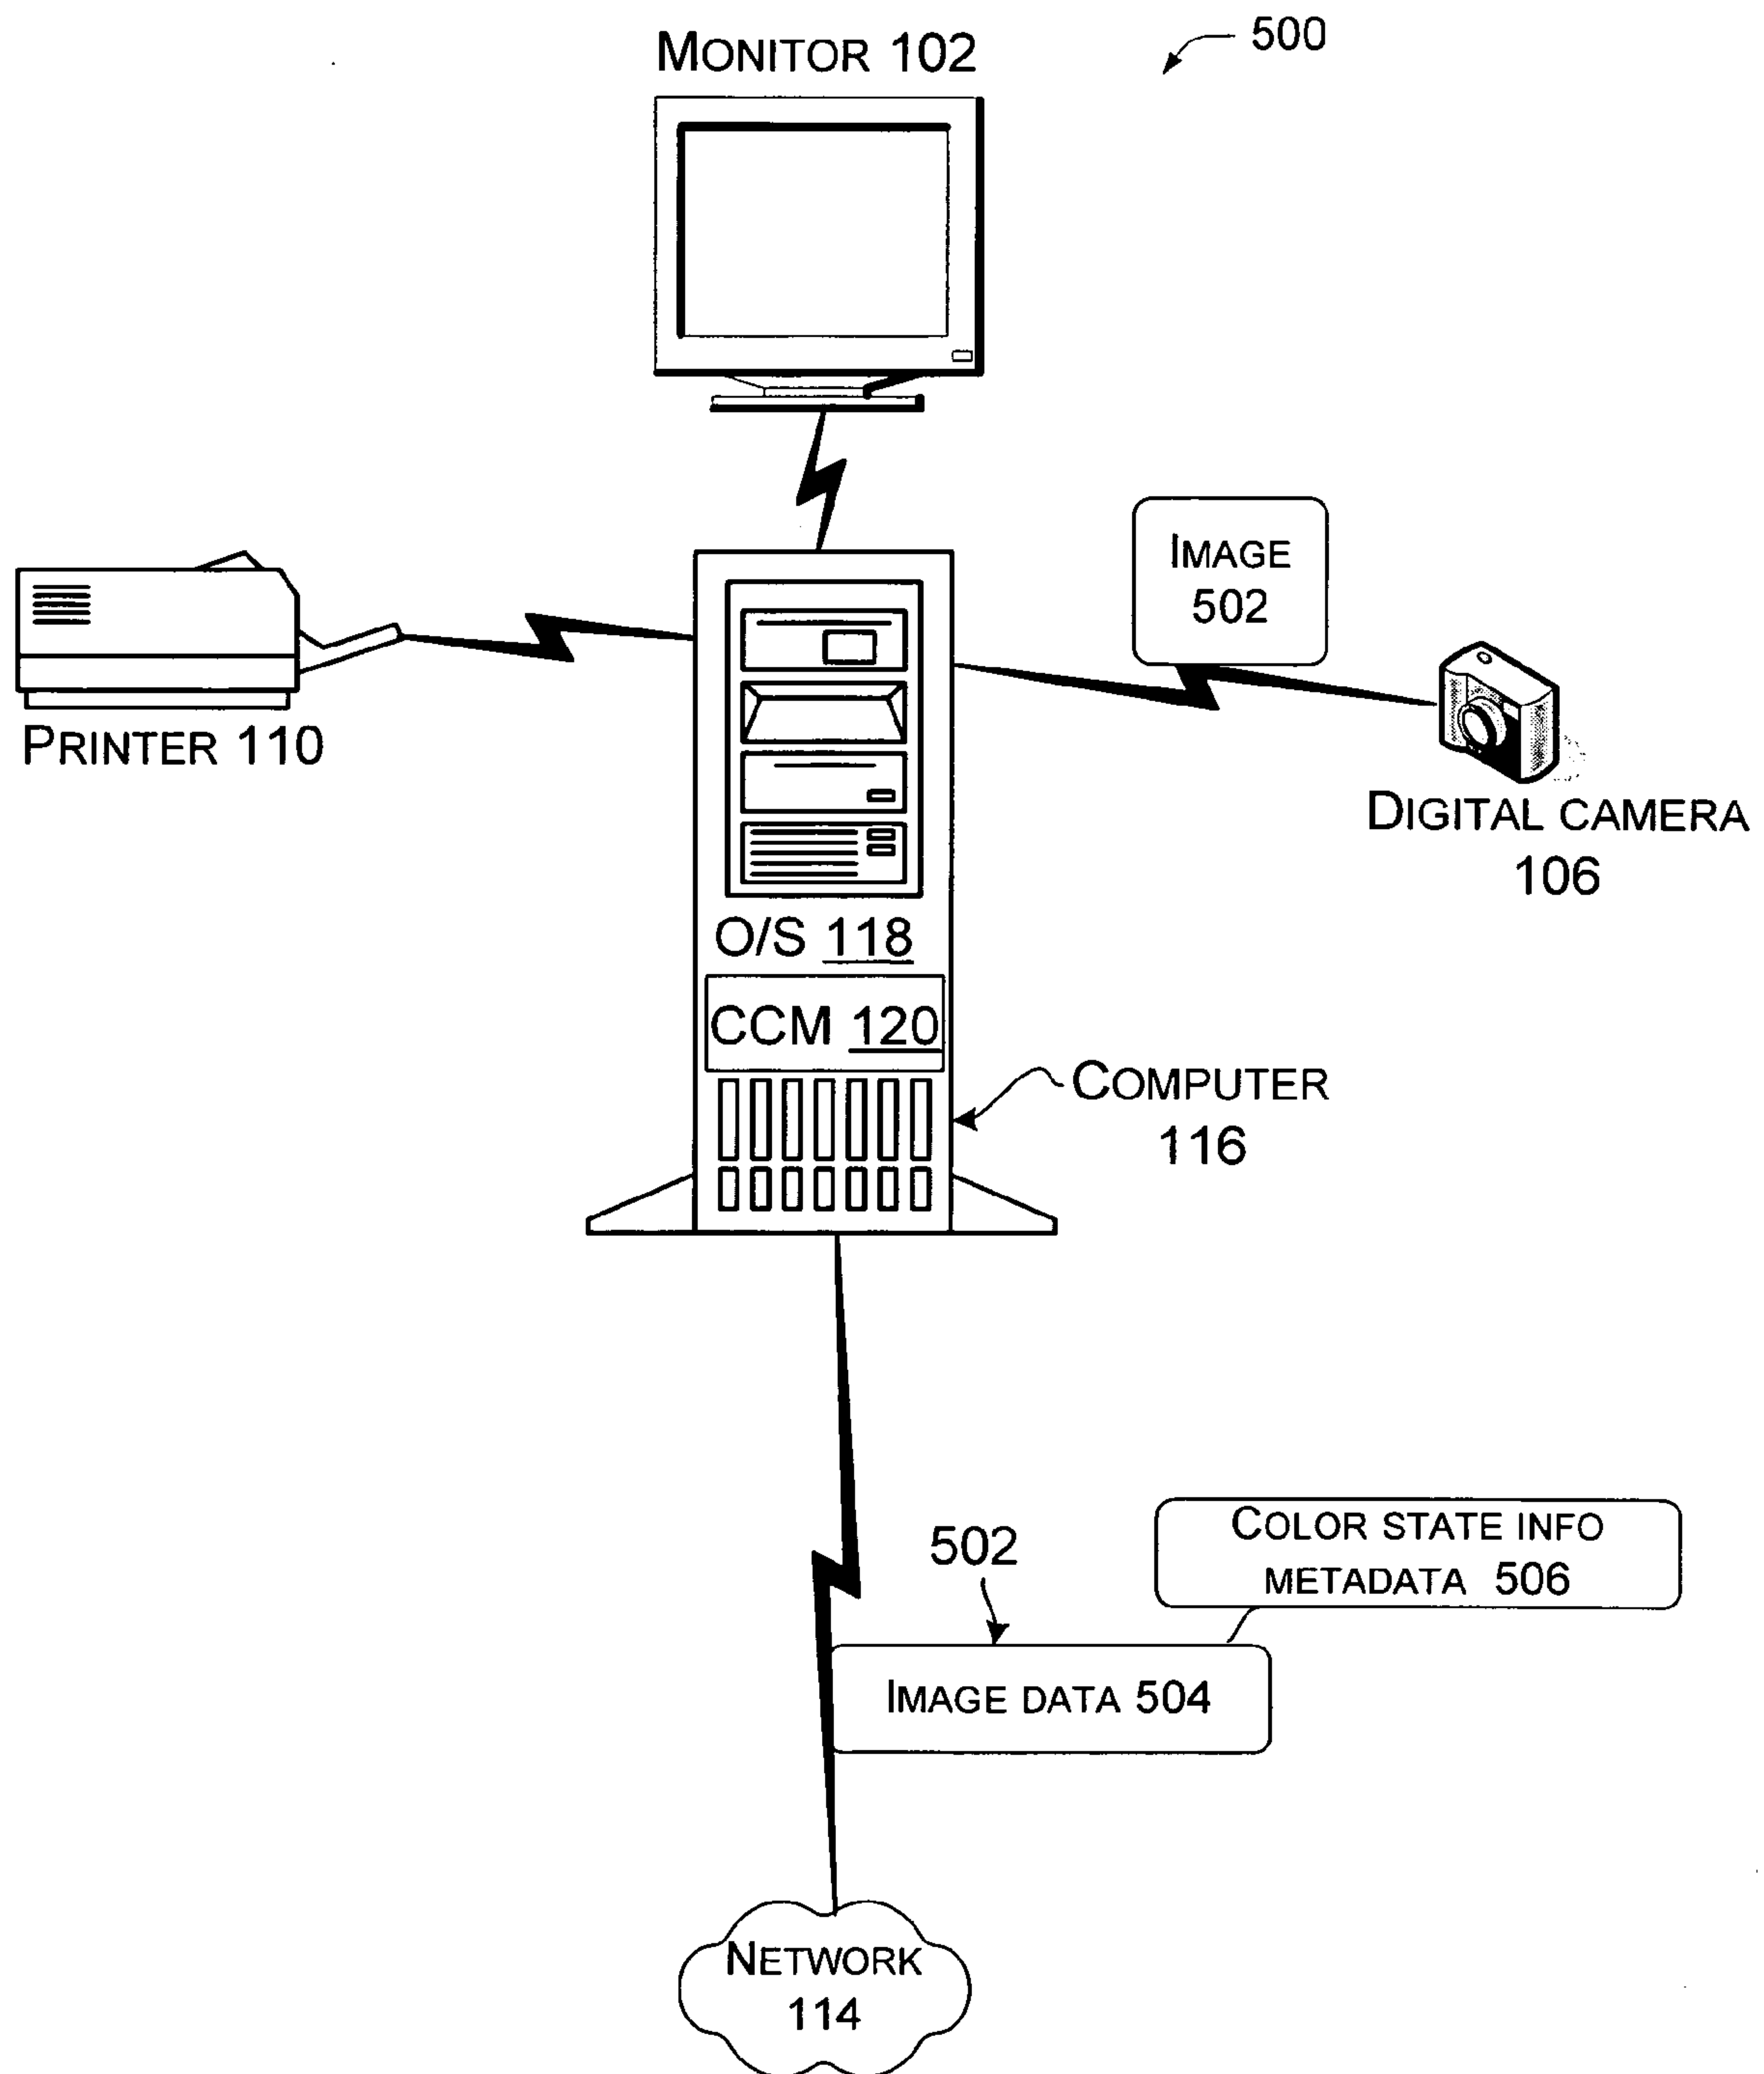 MONITOR 102
500
IMAGE
502
PRINTER 110
DIGITAL CAMERA
106
O/S 118
CCM 120
COMPUTER
116
COLOR STATE INFO
METADATA 506
502
IMAGE DATA 504
NETWORK
114